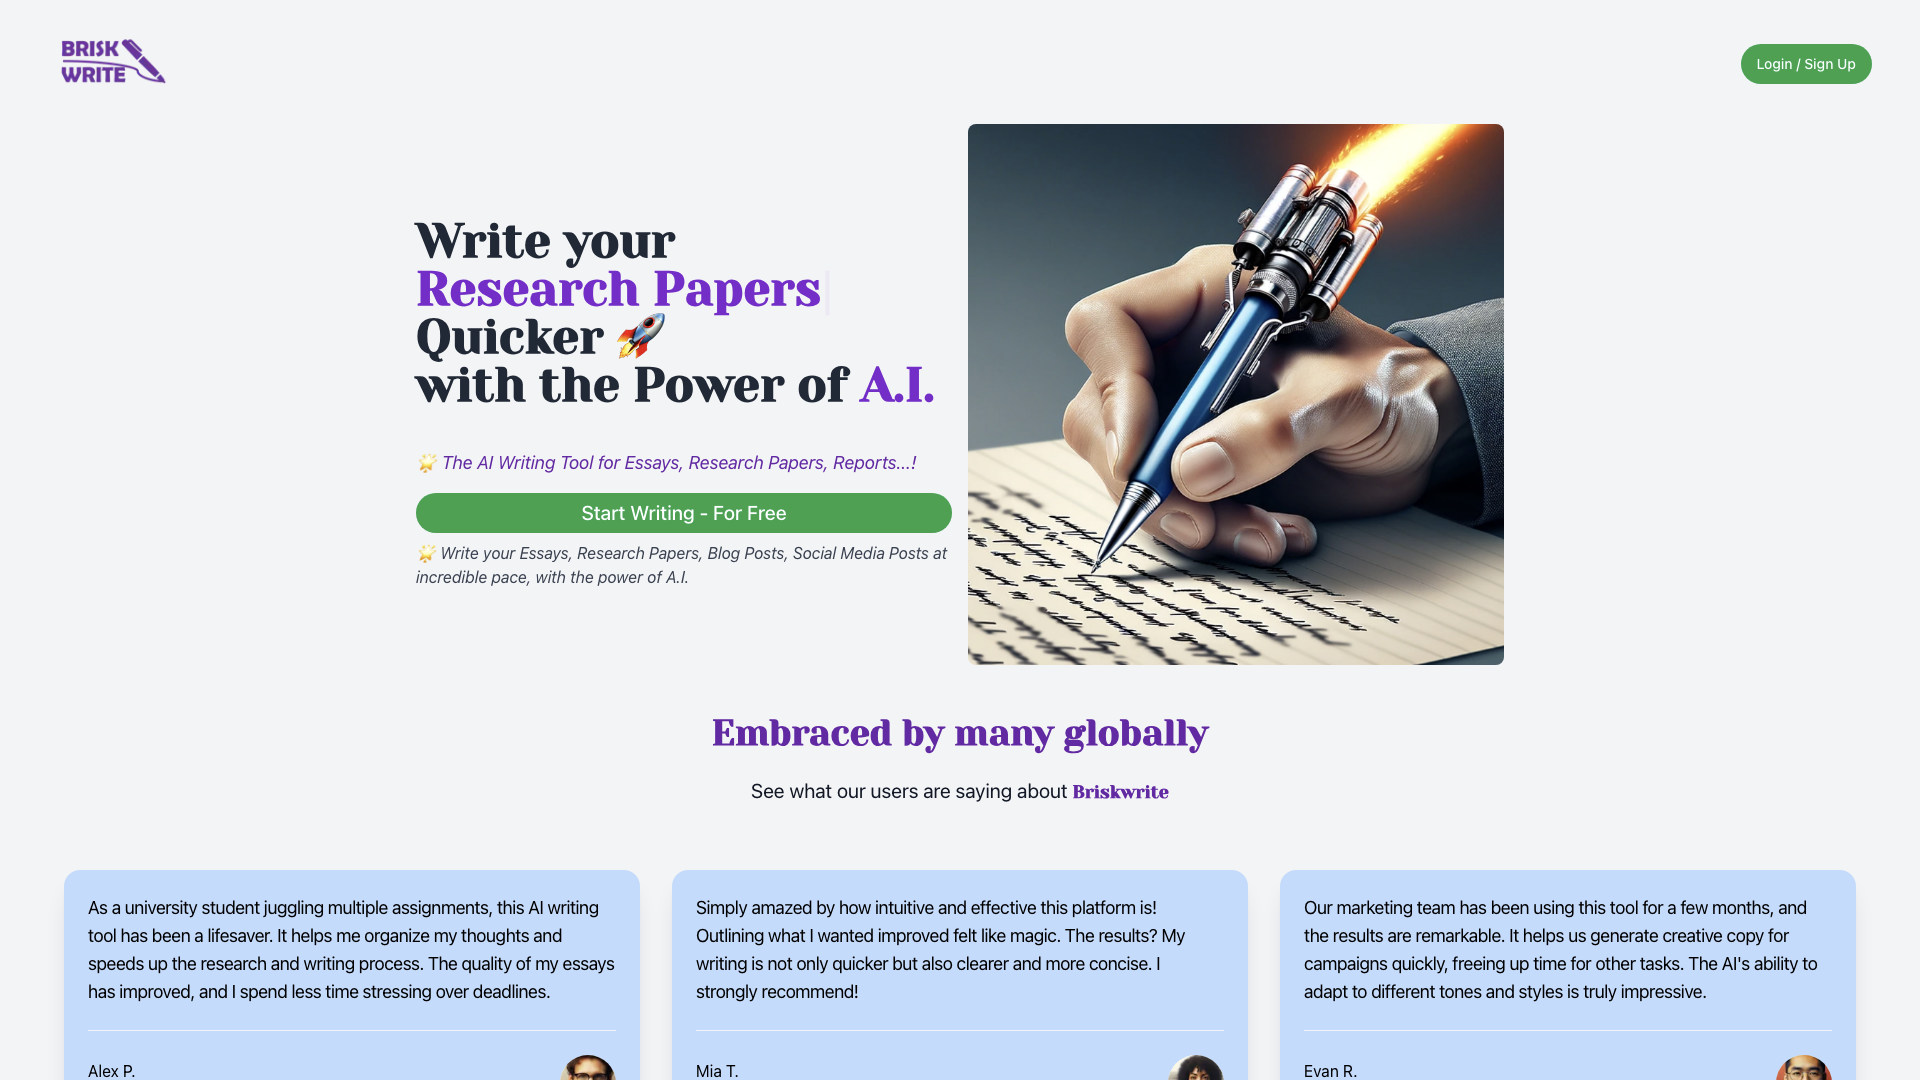 BRISK
WRITE
Login / Sign Up
Write your
Research Papers
Quicker 🚀
with the Power of A.I.
🌟 The AI Writing Tool for Essays, Research Papers, Reports...!
Start Writing - For Free
🌟 Write your Essays, Research Papers, Blog Posts, Social Media Posts at
incredible pace, with the power of A.I.
Embraced by many globally
See what our users are saying about Briskwrite
As a university student juggling multiple assignments, this AI writing
tool has been a lifesaver. It helps me organize my thoughts and
speeds up the research and writing process. The quality of my essays
has improved, and I spend less time stressing over deadlines.
Alex P.
Simply amazed by how intuitive and effective this platform is!
Outlining what I wanted improved felt like magic. The results? My
writing is not only quicker but also clearer and more concise. I
strongly recommend!
Mia T.
Our marketing team has been using this tool for a few months, and
the results are remarkable. It helps us generate creative copy for
campaigns quickly, freeing up time for other tasks. The AI's ability to
adapt to different tones and styles is truly impressive.
Evan R.